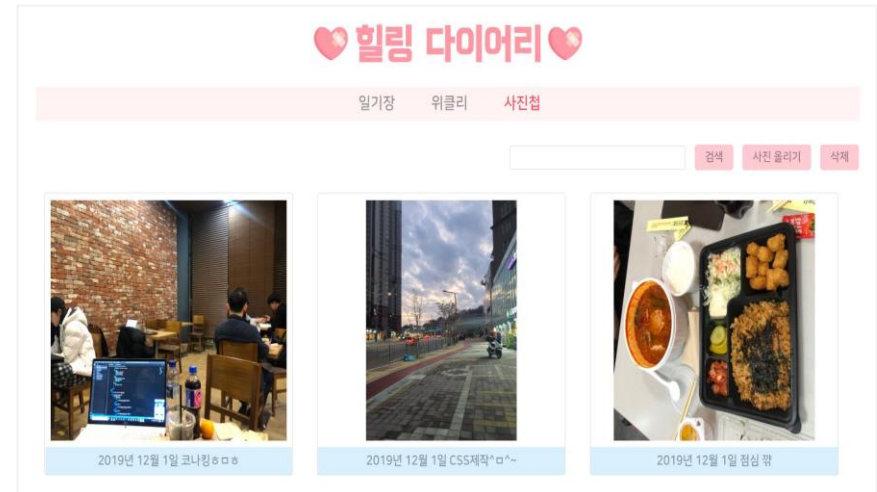 힐링 다이어리
일기장 위클리 사진첩
검색 사진 올리기 삭제
2019년 12월 1일 코나킹ㅎㅁㅎ
2019년 12월 1일 CSS제작^ㅁ^~
2019년 12월 1일 점심 깎